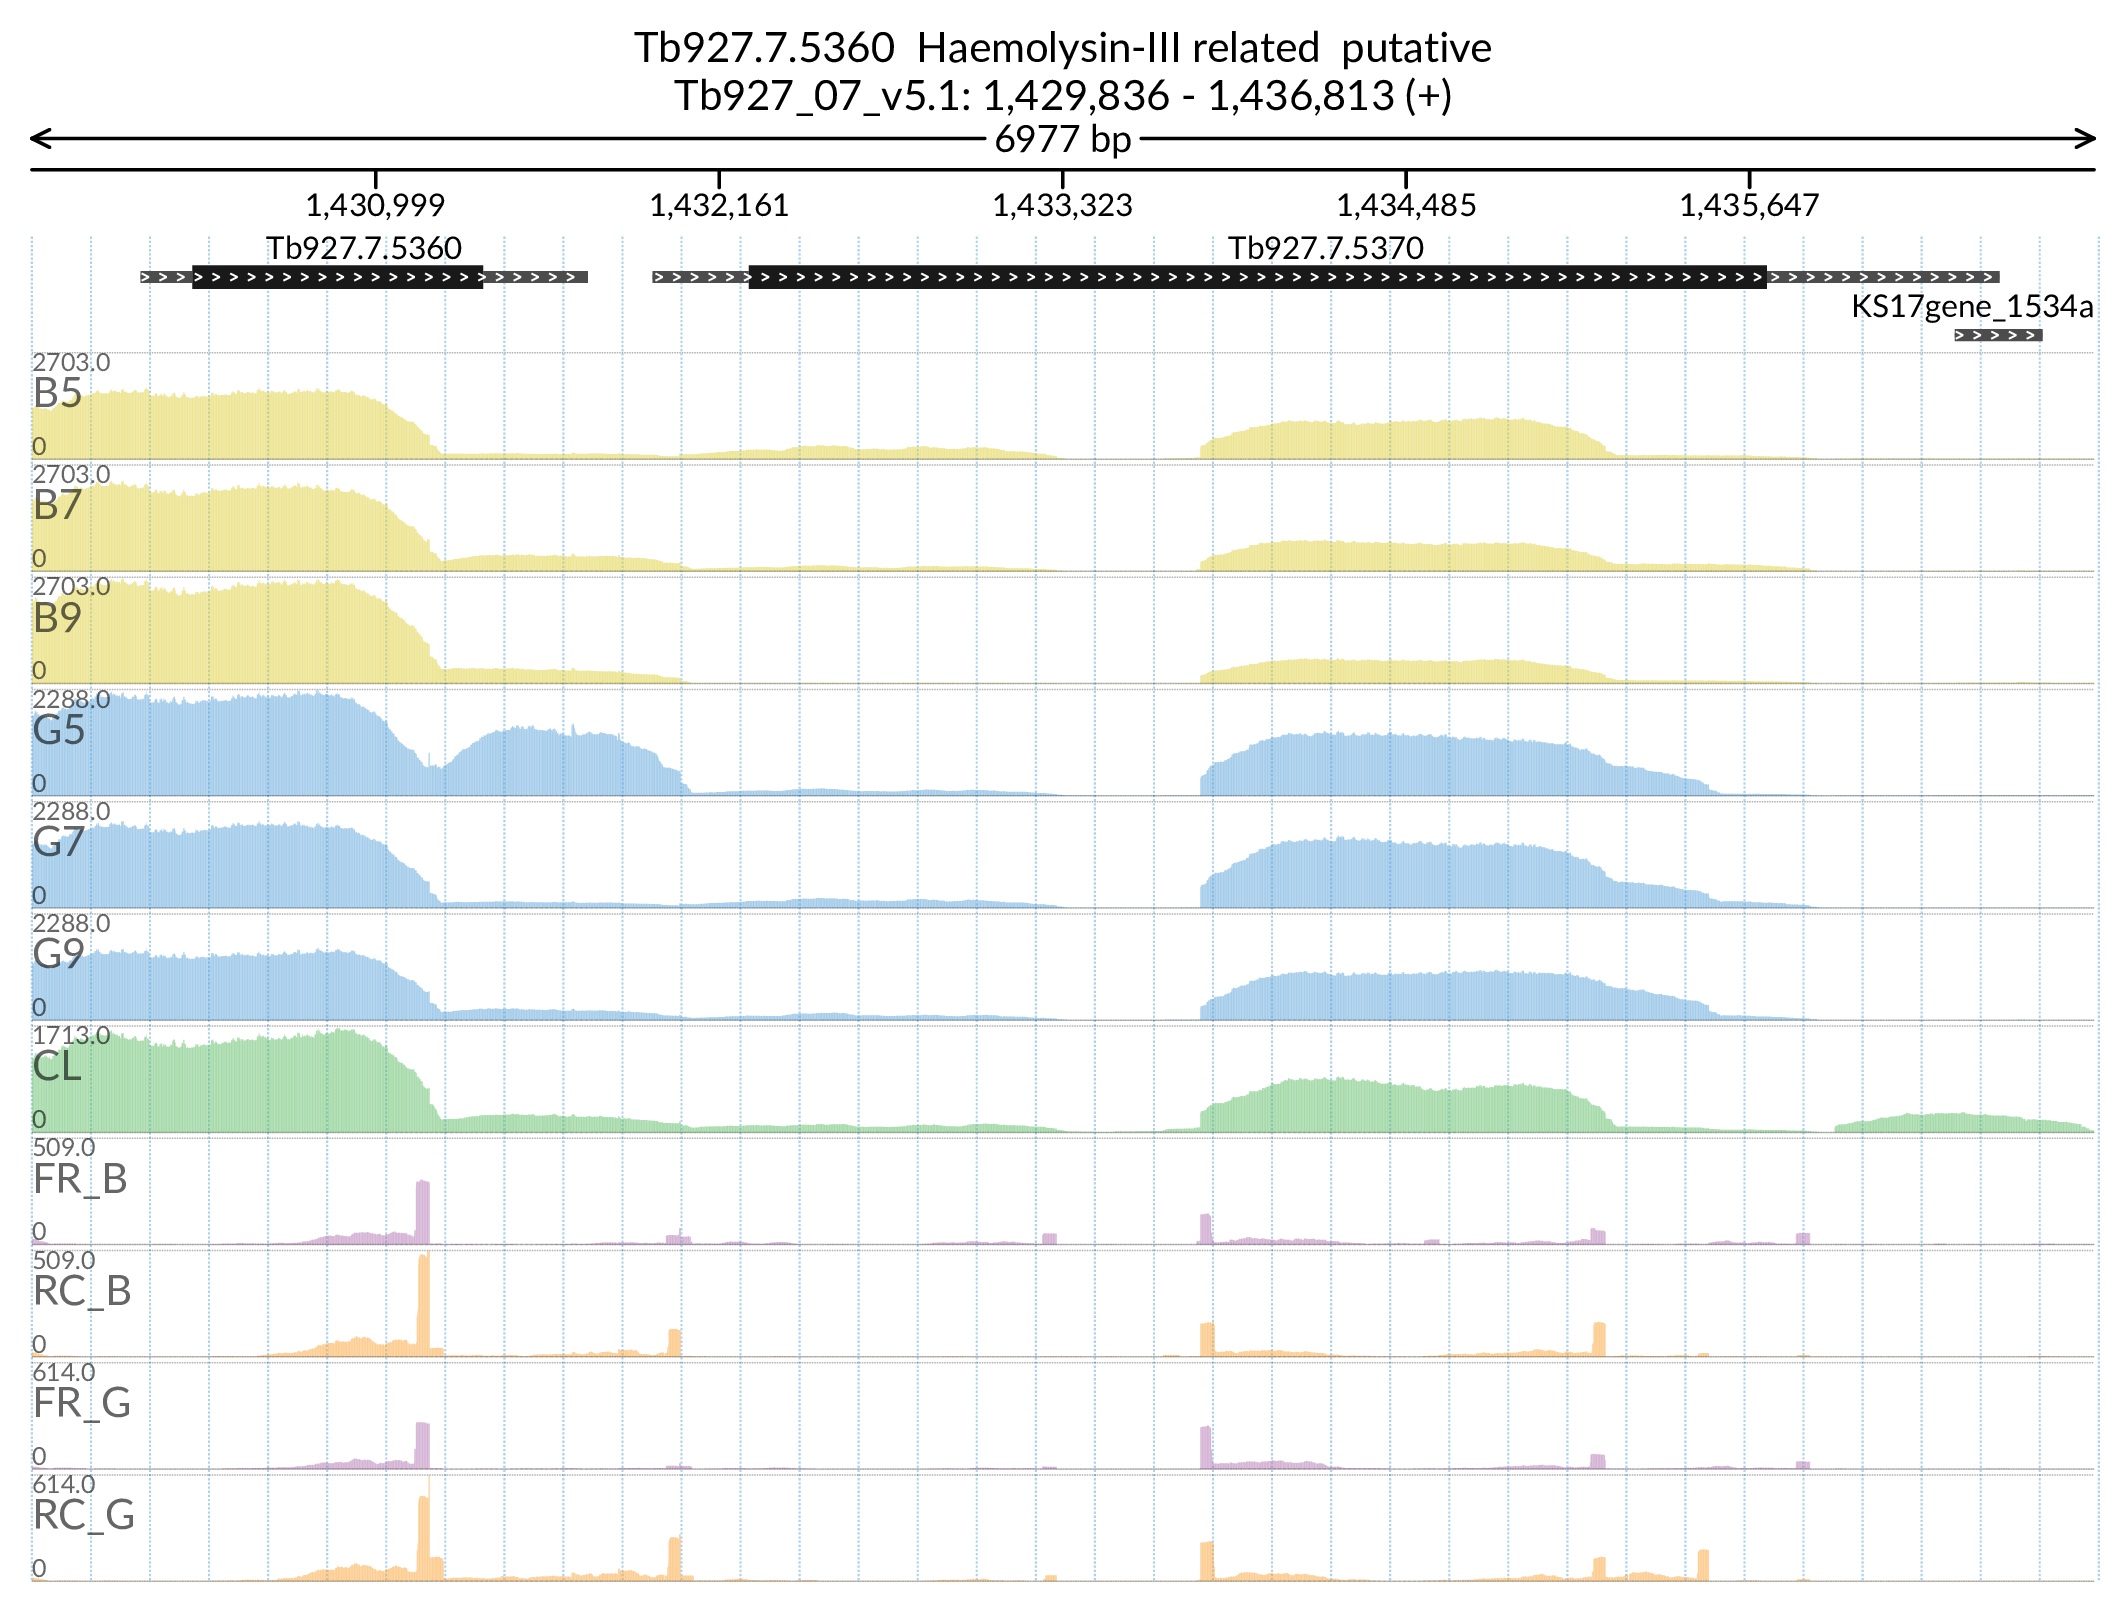 Tb927.7.5360 Haemolysin-III related putative
Tb927_07_v5.1: 1,429,836 - 1,436,813 (+)
6977 bp
1,430,999 1,432,161 1,433,323 1,434,485 1,435,647
Tb927.7.5360 Tb927.7.5370
KS17gene_1534a
2703.0
B5
0
2703.0
B7
0
2703.0
B9
0
2288.0
G5
0
2288.0
G7
0
2288.0
G9
0
1713.0
CL
0
509.0
FR_B
0
509.0
RC_B
0
614.0
FR_G
0
614.0
RC_G
0